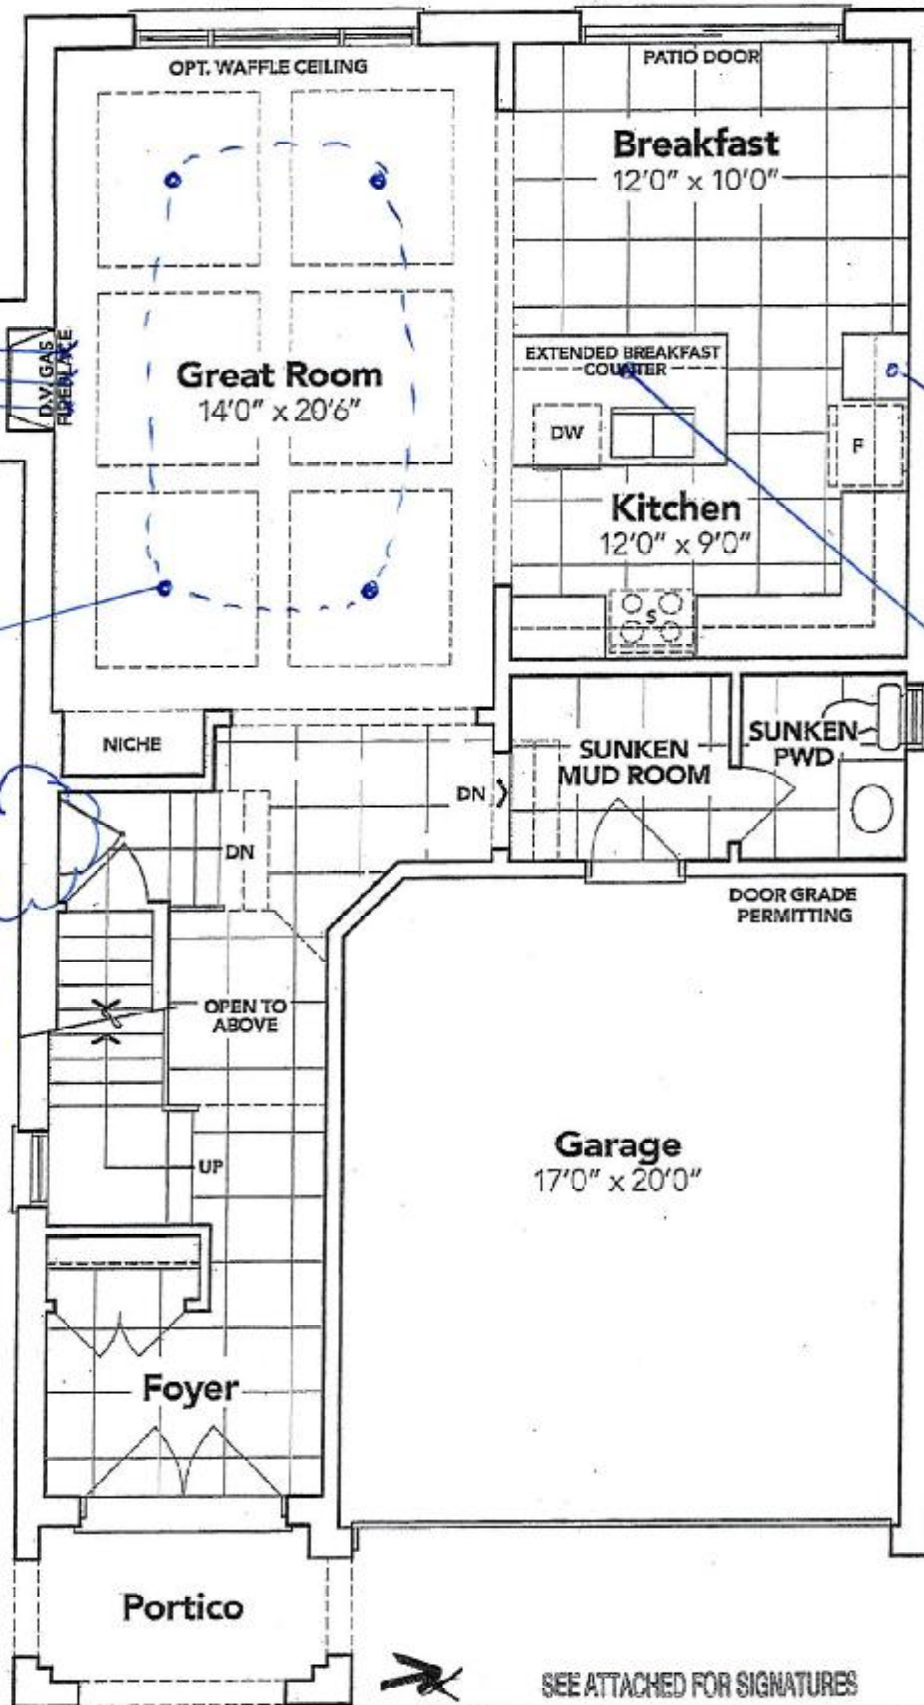 OPT. WAFFLE CEILING
PATIO DOOR
Breakfast
12'0" x 10'0"
D.V. GAS
FIREPLACE
Great Room
14'0" x 20'6"
EXTENDED BREAKFAST
COUNTER
DW
F
Kitchen
12'0" x 9'0"
S
NICHE
SUNKEN
MUD ROOM
SUNKEN
PWD
DN
DN
DOOR GRADE
PERMITTING
OPEN TO
ABOVE
UP
Garage
17'0" x 20'0"
Foyer
Portico
SEE ATTACHED FOR SIGNATURES